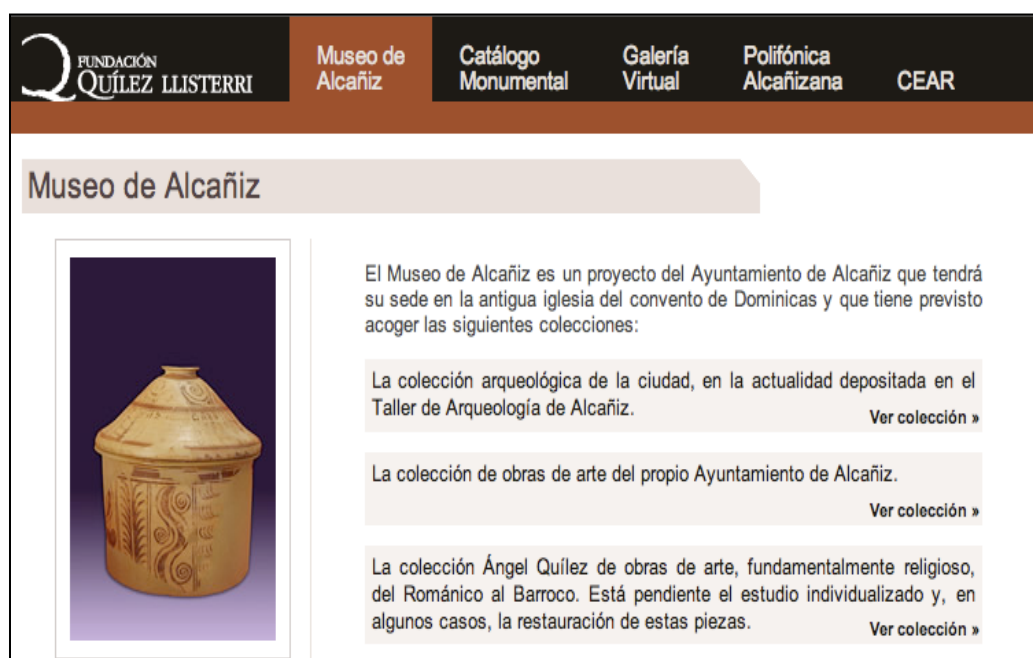 FUNDACIÓN
QUÍLEZ LLISTERRI
Museo de
Alcañiz
Catálogo
Monumental
Galería
Virtual
Polifónica
Alcañizana
CEAR
Museo de Alcañiz
El Museo de Alcañiz es un proyecto del Ayuntamiento de Alcañiz que tendrá
su sede en la antigua iglesia del convento de Dominicas y que tiene previsto
acoger las siguientes colecciones:
La colección arqueológica de la ciudad, en la actualidad depositada en el
Taller de Arqueología de Alcañiz.
Ver colección »
La colección de obras de arte del propio Ayuntamiento de Alcañiz.
Ver colección »
La colección Ángel Quílez de obras de arte, fundamentalmente religioso,
del Románico al Barroco. Está pendiente el estudio individualizado y, en
algunos casos, la restauración de estas piezas.
Ver colección »